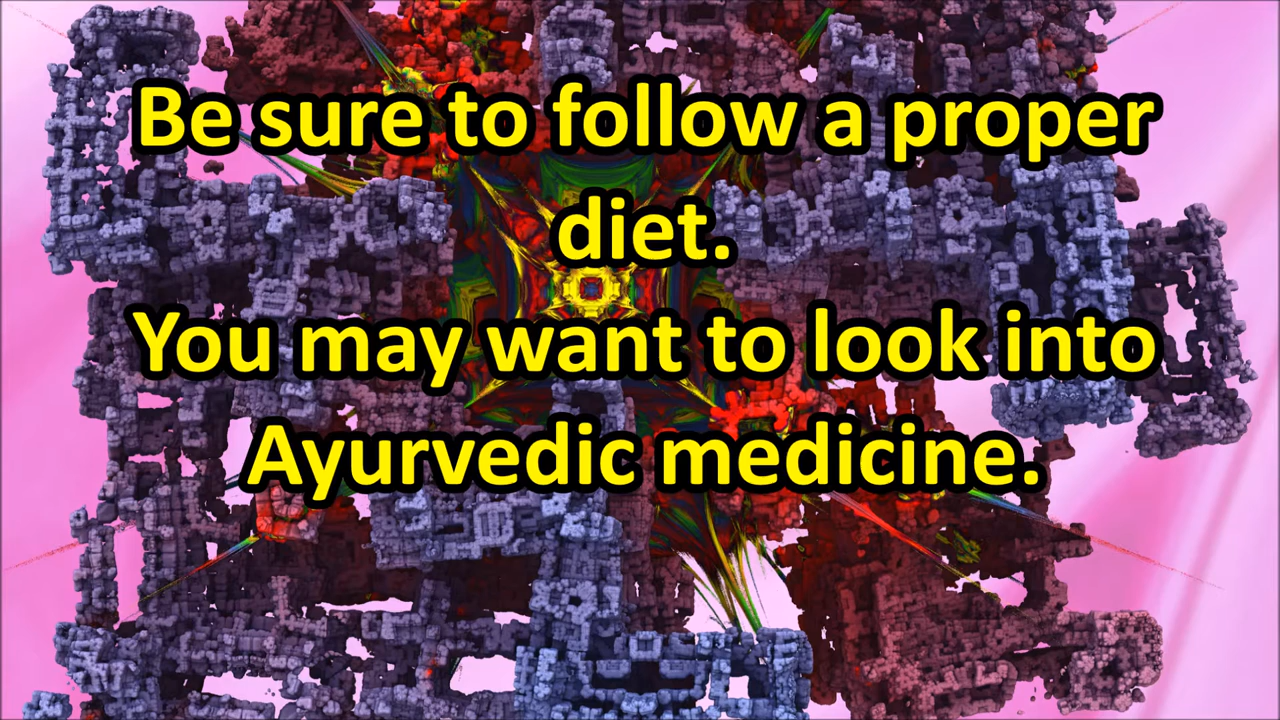 Be sure to follow a proper
diet.
You may want to look into
Ayurvedic medicine.